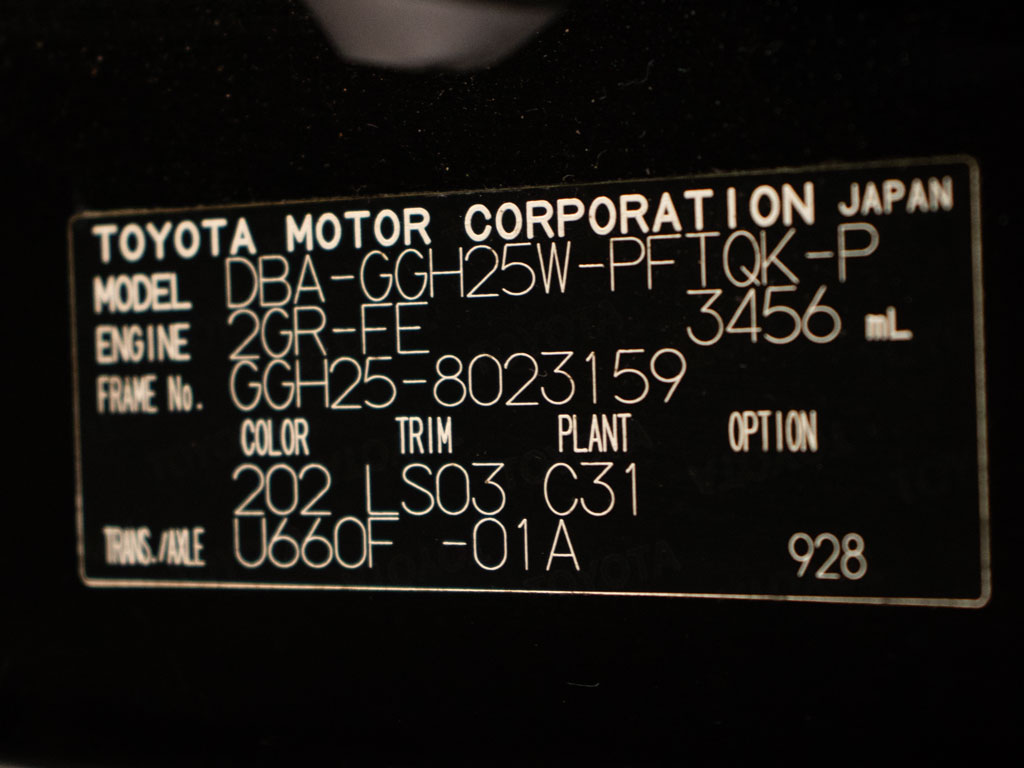 TOYOTA MOTOR CORPORATION JAPAN
MODEL DBA-GGH25W-PFTQK-P
ENGINE 2GR-FE 3456 mL
FRAME No. GGH25-8023159
COLOR TRIM PLANT OPTION
202 LS03 C31
TRANS./AXLE U660F -01A 928